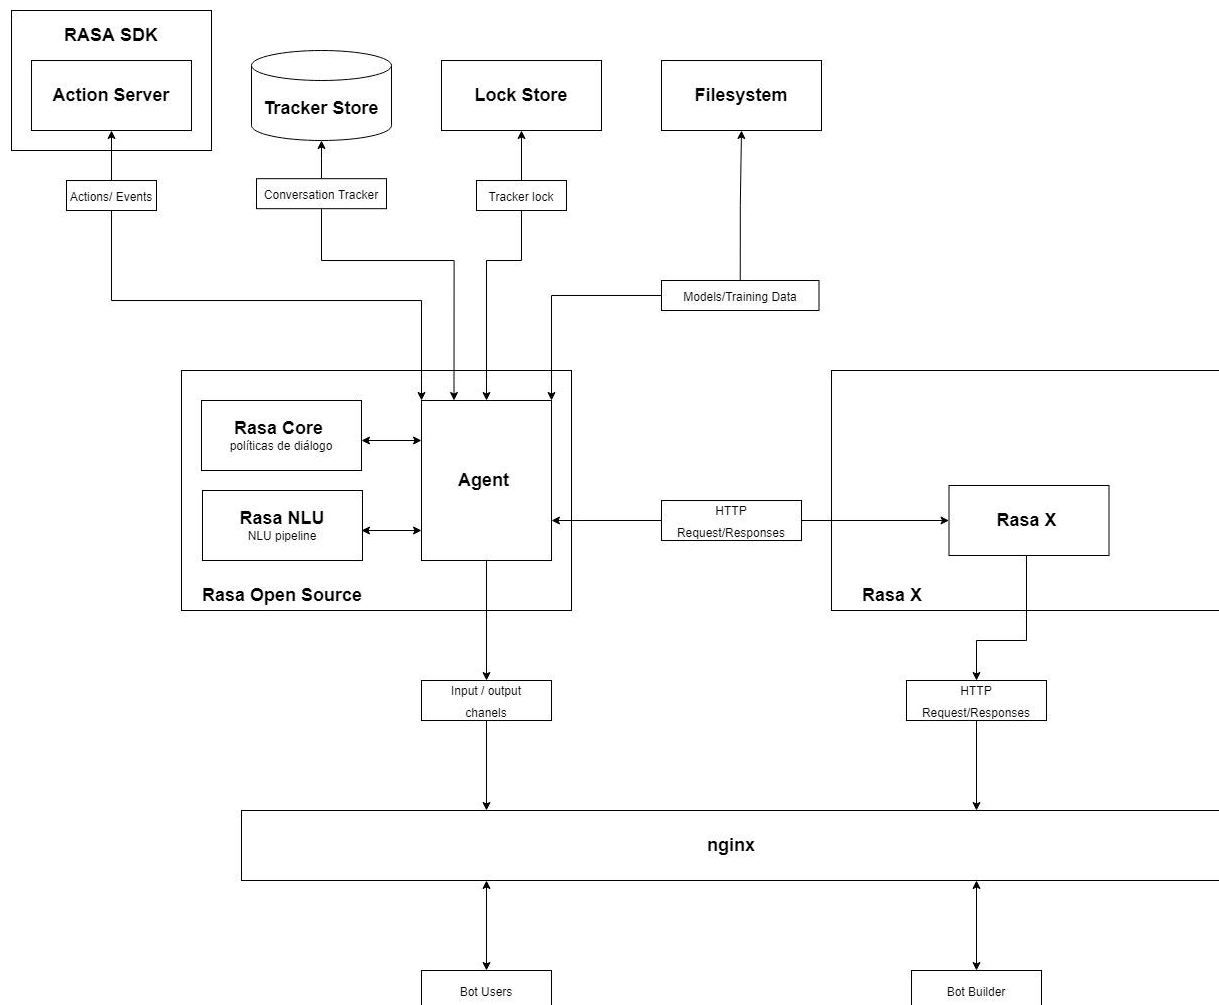 RASA SDK
Action Server
Tracker Store
Lock Store
Filesystem
Actions/ Events
Conversation Tracker
Tracker lock
Models/Training Data
Rasa Core
políticas de diálogo
Rasa NLU
NLU pipeline
Agent
Rasa Open Source
HTTP
Request/Responses
Rasa X
Rasa X
Input / output
chanels
HTTP
Request/Responses
nginx
Bot Users
Bot Builder